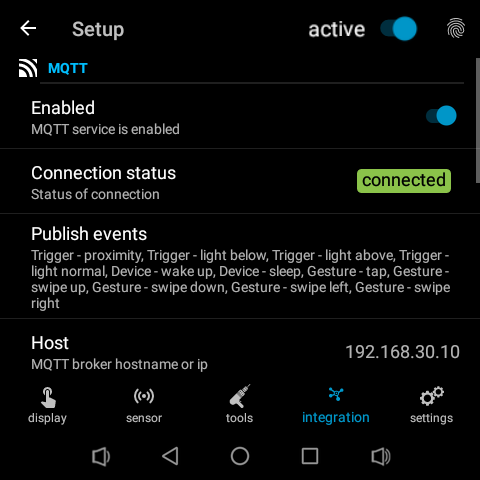 Setup active
MQTT
Enabled
MQTT service is enabled
Connection status
Status of connection
connected
Publish events
Trigger - proximity, Trigger - light below, Trigger - light above, Trigger -
light normal, Device - wake up, Device - sleep, Gesture - tap, Gesture -
swipe up, Gesture - swipe down, Gesture - swipe left, Gesture - swipe
right
Host
MQTT broker hostname or ip
192.168.30.10
display sensor tools integration settings